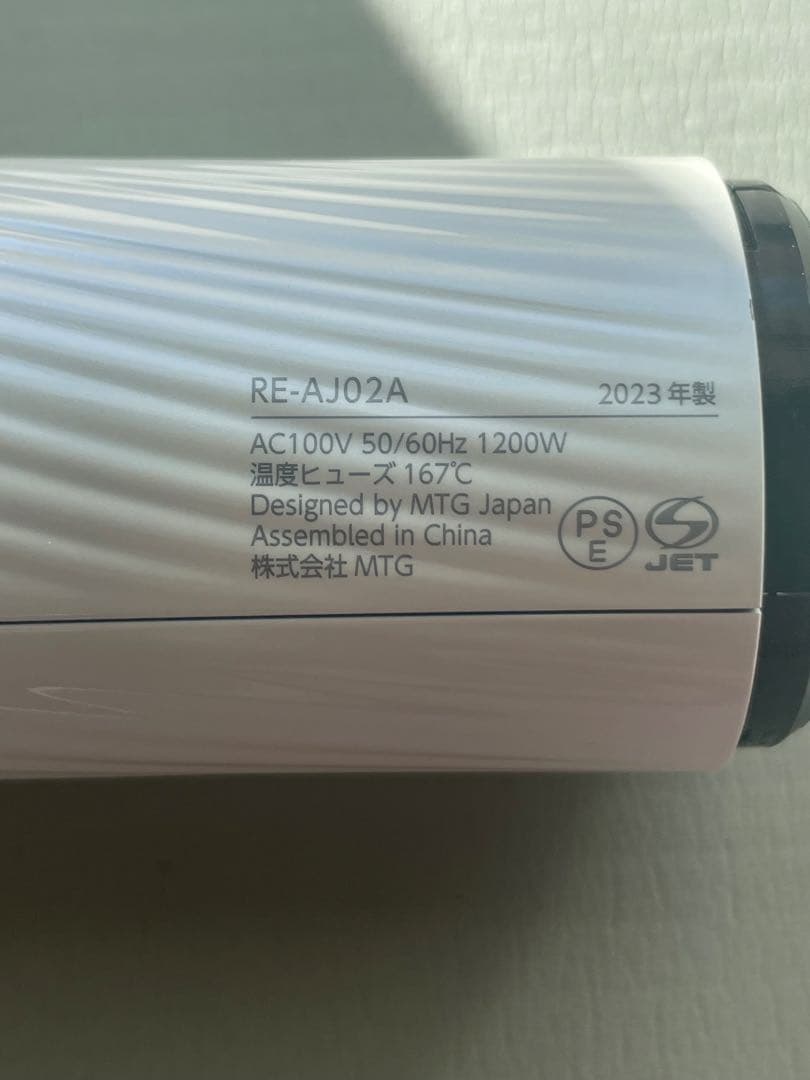 RE-AJ02A 2023年製
AC100V 50/60Hz 1200W
温度ヒューズ 167℃
Designed by MTG Japan
Assembled in China
株式会社 MTG
PS
E
JET